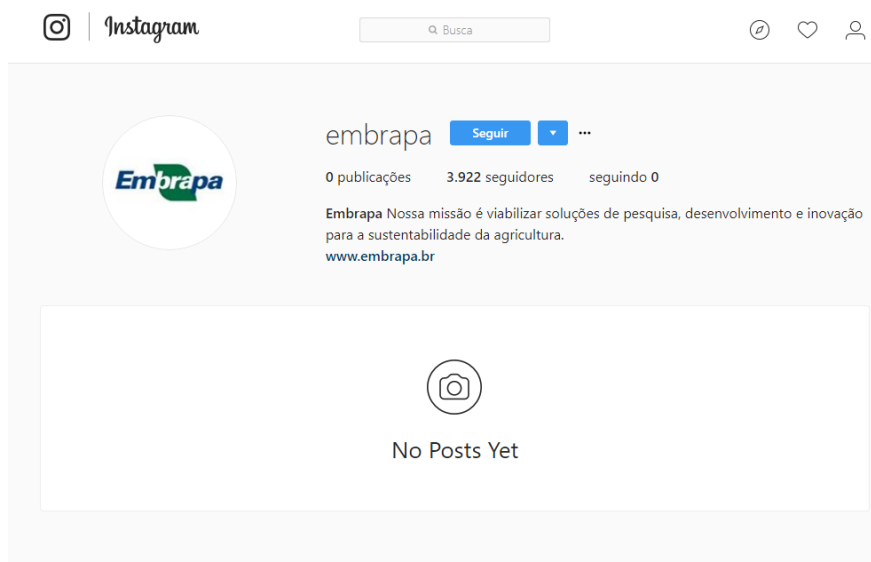 Instagram
Busca
Embrapa
embrapa Seguir
0 publicações 3.922 seguidores seguindo 0
Embrapa Nossa missão é viabilizar soluções de pesquisa, desenvolvimento e inovação
para a sustentabilidade da agricultura.
www.embrapa.br
No Posts Yet